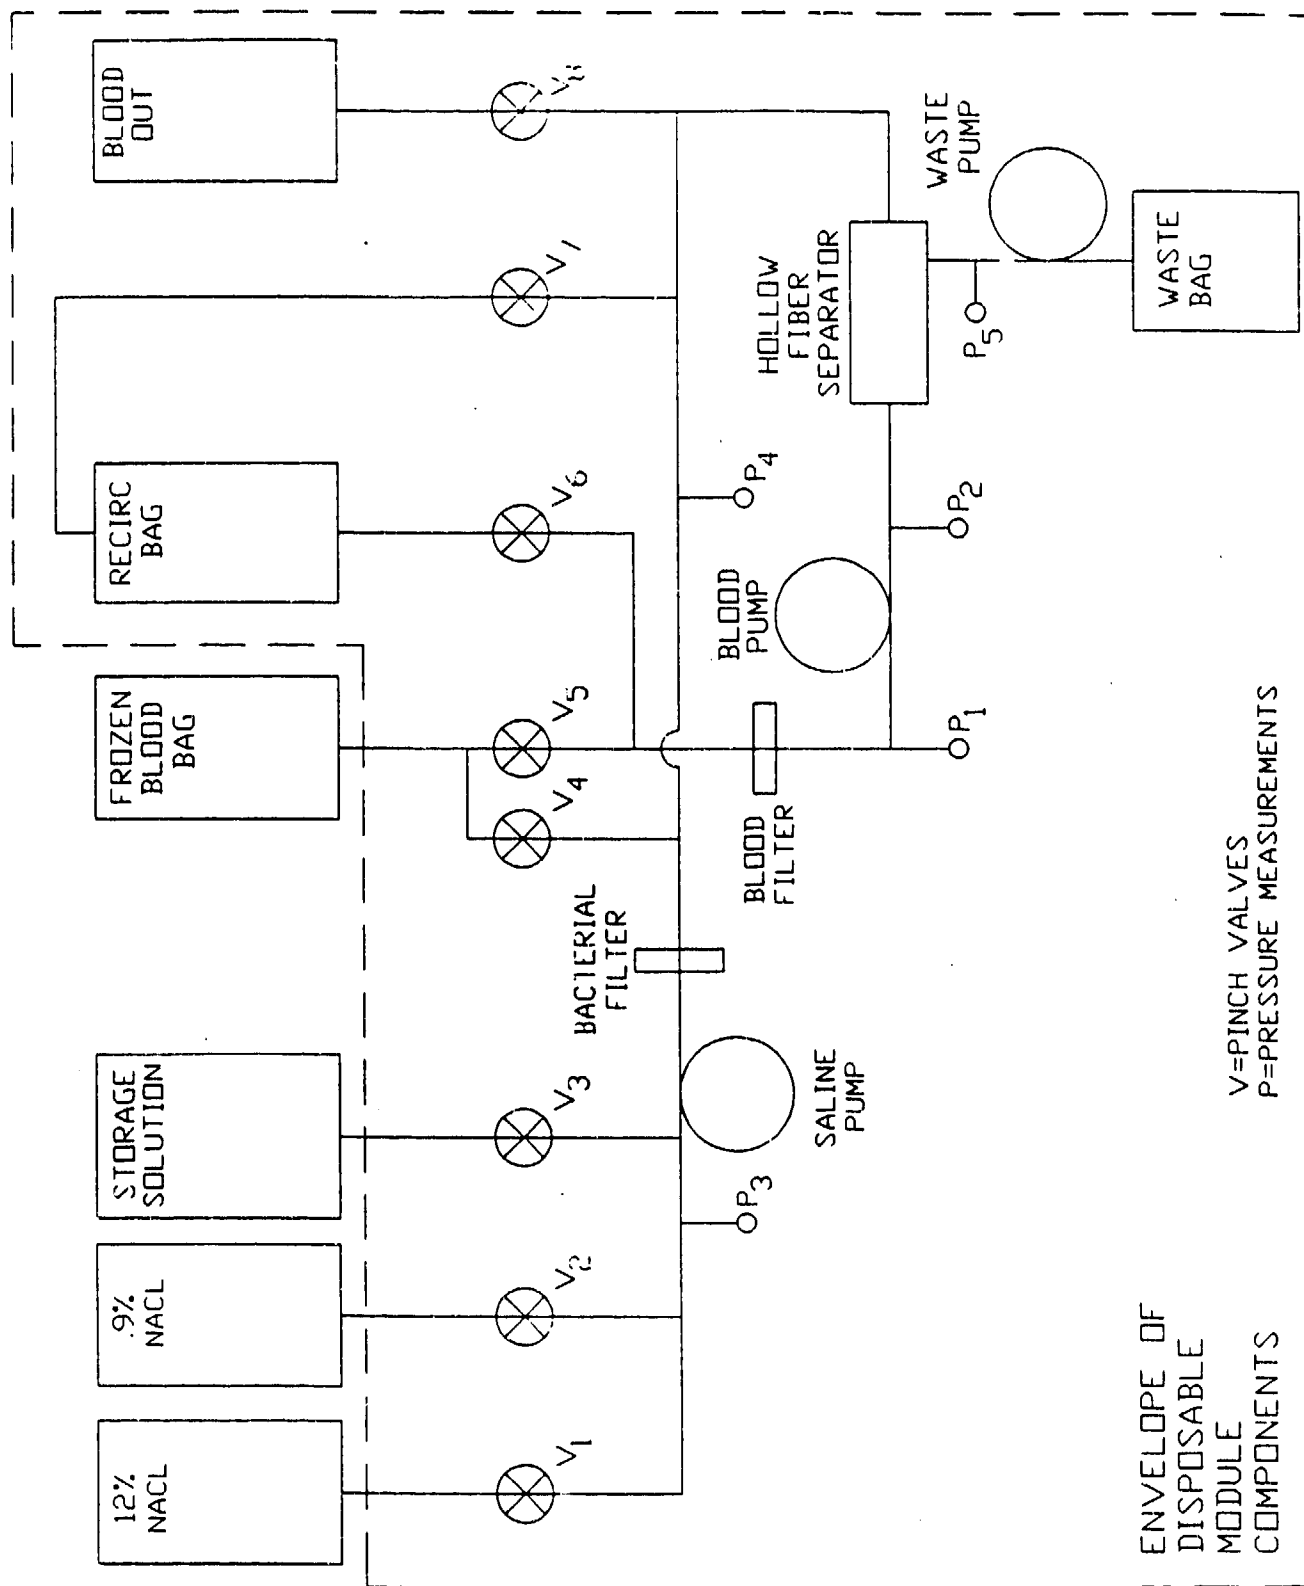 12%
NACL
.9%
NACL
STORAGE
SOLUTION
FROZEN
BLOOD
BAG
RECIRC
BAG
BLOOD
OUT
V1
V2
V3
V4
V5
V6
V7
V8
P3
SALINE
PUMP
BACTERIAL
FILTER
BLOOD
FILTER
BLOOD
PUMP
P4
P1
P2
HOLLOW
FIBER
SEPARATOR
P5
WASTE
PUMP
WASTE
BAG
ENVELOPE OF
DISPOSABLE
MODULE
COMPONENTS
V=PINCH VALVES
P=PRESSURE MEASUREMENTS